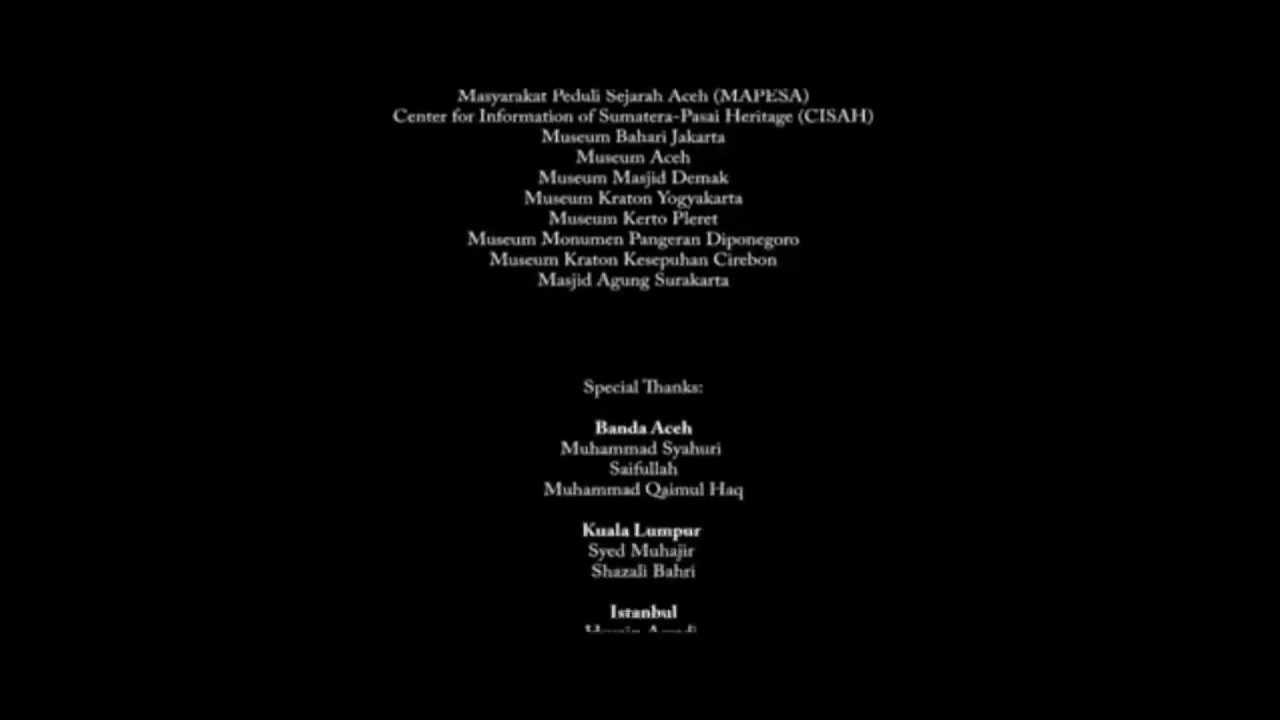 Masyarakat Peduli Sejarah Aceh (MAPESA)
Center for Information of Sumatera-Pasai Heritage (CISAH)
Museum Bahari Jakarta
Museum Aceh
Museum Masjid Demak
Museum Kraton Yogyakarta
Museum Kerto Pleret
Museum Monumen Pangeran Diponegoro
Museum Kraton Kesepuhan Cirebon
Masjid Agung Surakarta
Special Thanks:
Banda Aceh
Muhammad Syahuri
Saifullah
Muhammad Qaimul Haq
Kuala Lumpur
Syed Muhajir
Shazali Bahri
Istanbul